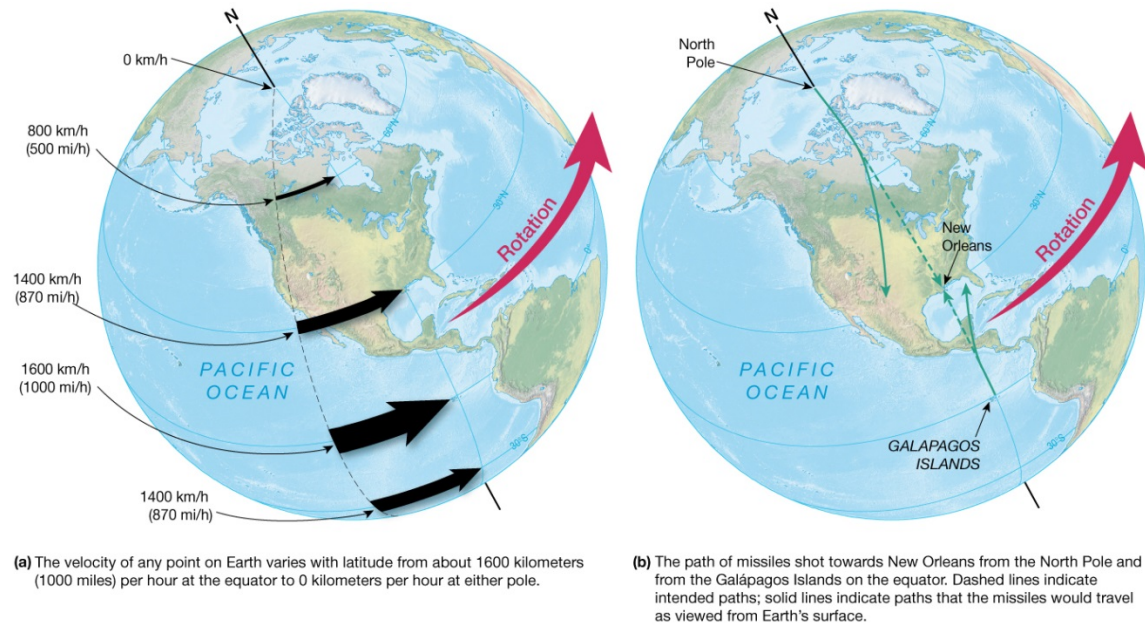 N
0 km/h
800 km/h
(500 mi/h)
60°N
30°N
Rotation
0°
1400 km/h
(870 mi/h)
1600 km/h
(1000 mi/h)
PACIFIC
OCEAN
30°S
1400 km/h
(870 mi/h)
(a) The velocity of any point on Earth varies with latitude from about 1600 kilometers
(1000 miles) per hour at the equator to 0 kilometers per hour at either pole.
N
North
Pole
60°N
30°N
Rotation
0°
New
Orleans
PACIFIC
OCEAN
GALAPAGOS
ISLANDS
30°S
(b) The path of missiles shot towards New Orleans from the North Pole and
from the Galápagos Islands on the equator. Dashed lines indicate
intended paths; solid lines indicate paths that the missiles would travel
as viewed from Earth's surface.